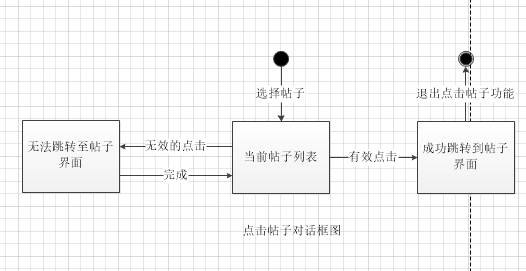 选择帖子
退出点击帖子功能
无法跳转至帖子
界面
无效的点击
完成
当前帖子列表
有效点击
成功跳转到帖子
界面
点击帖子对话框图